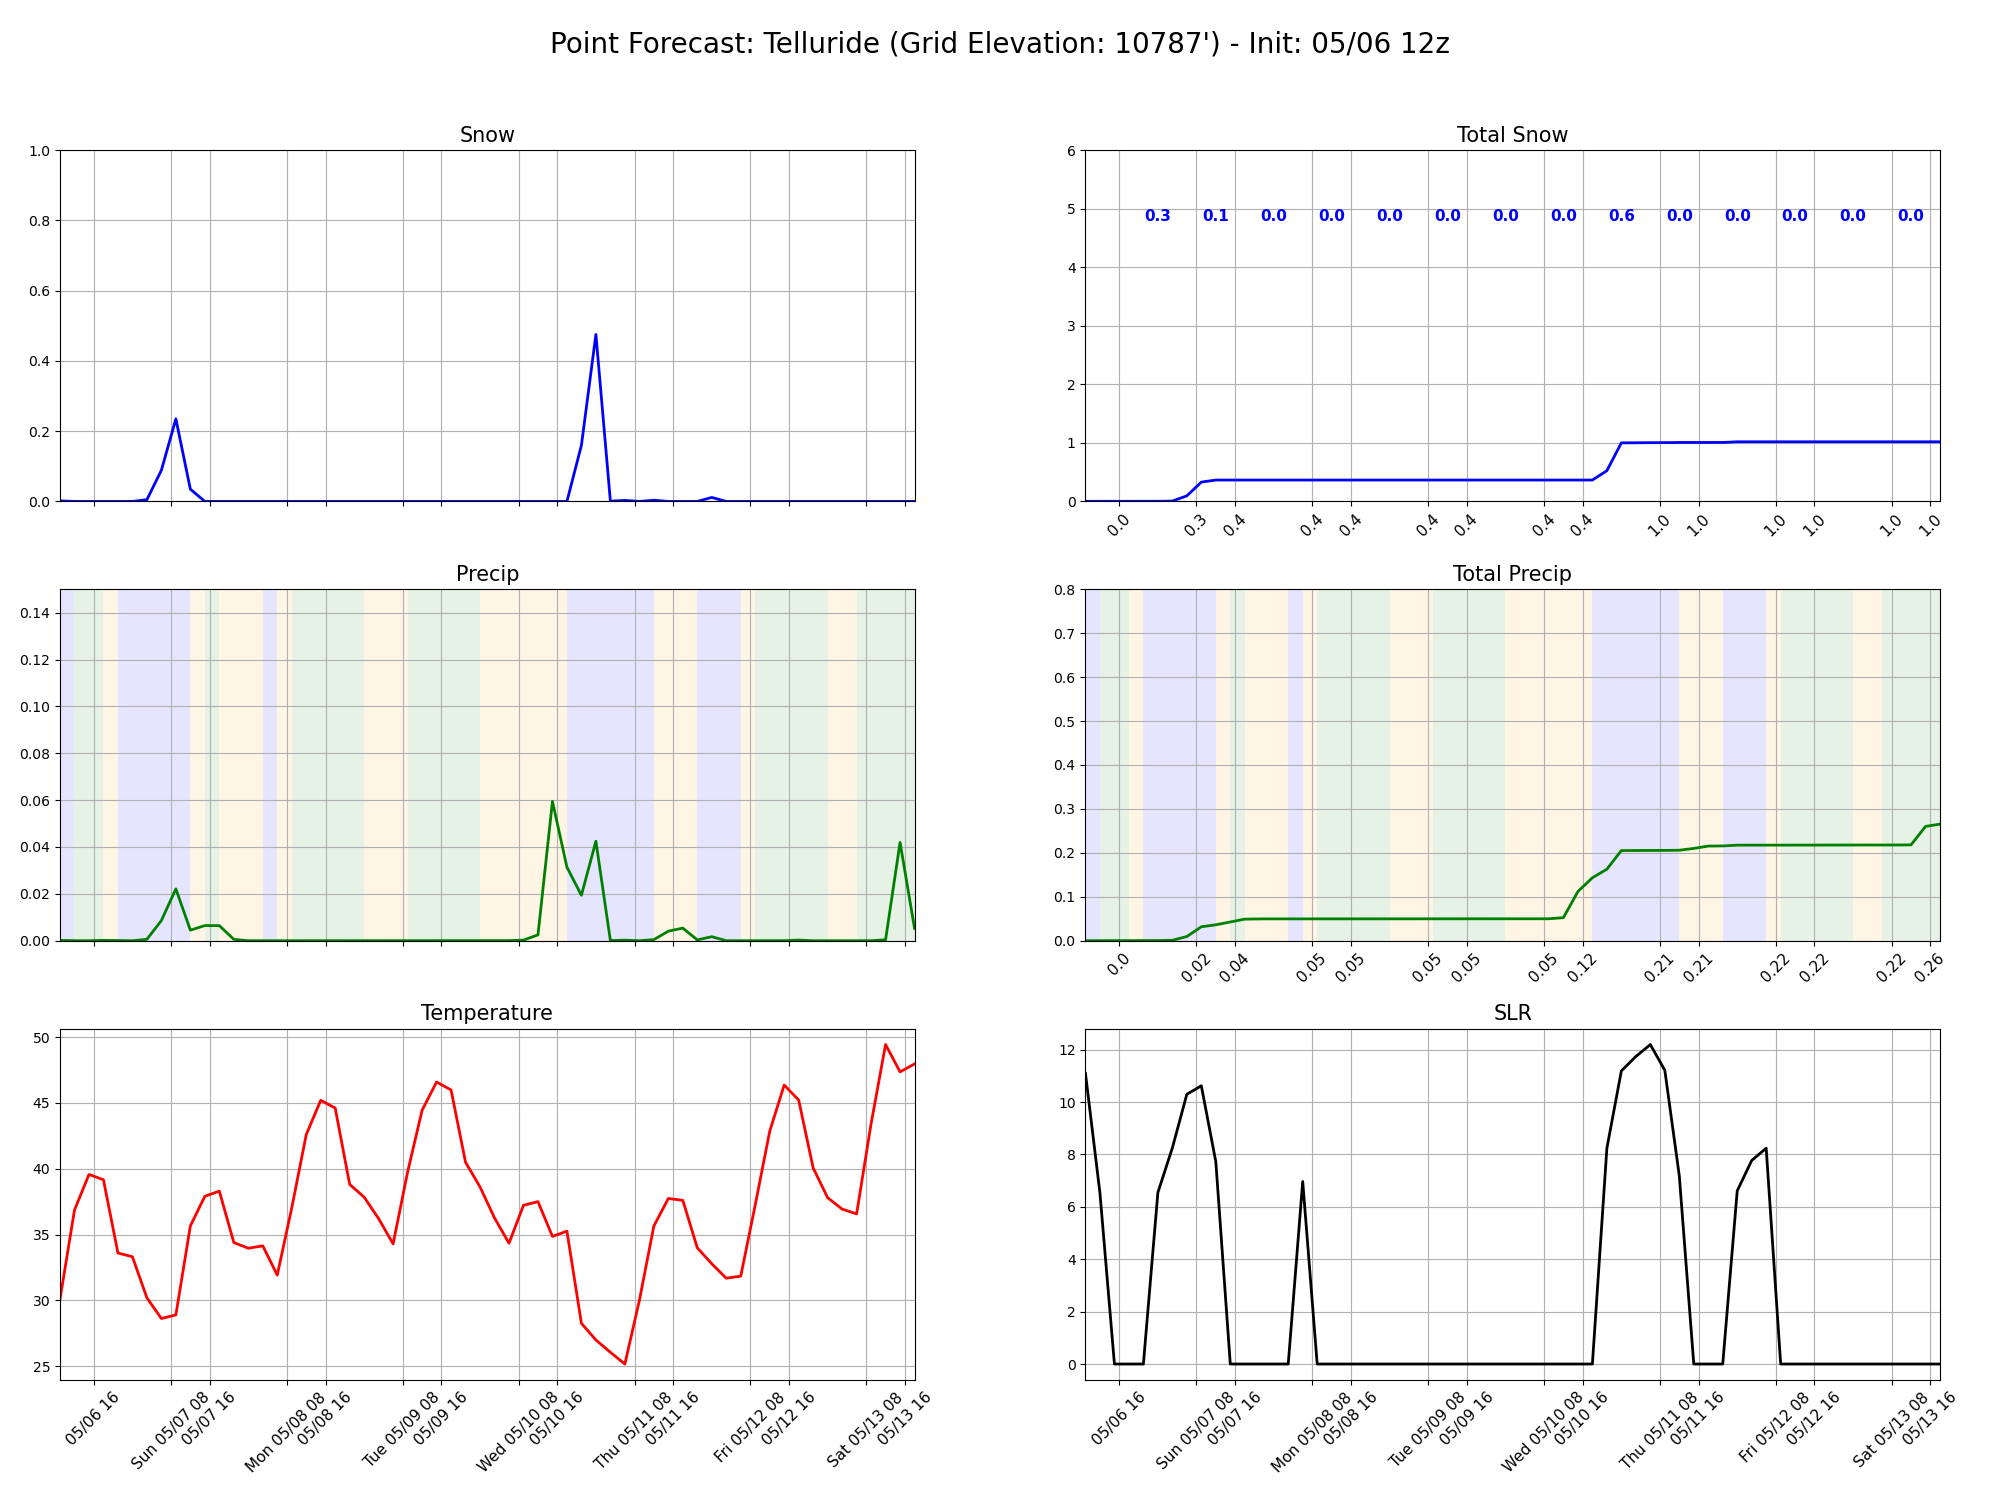 Point Forecast: Telluride (Grid Elevation: 10787') - Init: 05/06 12z
Snow
1.0
0.8
0.6
0.4
0.2
0.0
Total Snow
6
5
4
3
2
1
0
0.3 0.1 0.0 0.0 0.0 0.0 0.0 0.0 0.6 0.0 0.0 0.0 0.0 0.0
0.0 0.3 0.4 0.4 0.4 0.4 0.4 0.4 0.4 1.0 1.0 1.0 1.0 1.0 1.0
Precip
0.14
0.12
0.10
0.08
0.06
0.04
0.02
0.00
Total Precip
0.8
0.7
0.6
0.5
0.4
0.3
0.2
0.1
0.0
0.0 0.02 0.04 0.05 0.05 0.05 0.05 0.05 0.12 0.21 0.21 0.22 0.22 0.22 0.26
Temperature
50
45
40
35
30
25
05/06 16
Sun 05/07 08
05/07 16
Mon 05/08 08
05/08 16
Tue 05/09 08
05/09 16
Wed 05/10 08
05/10 16
Thu 05/11 08
05/11 16
Fri 05/12 08
05/12 16
Sat 05/13 08
05/13 16
SLR
12
10
8
6
4
2
0
05/06 16
Sun 05/07 08
05/07 16
Mon 05/08 08
05/08 16
Tue 05/09 08
05/09 16
Wed 05/10 08
05/10 16
Thu 05/11 08
05/11 16
Fri 05/12 08
05/12 16
Sat 05/13 08
05/13 16